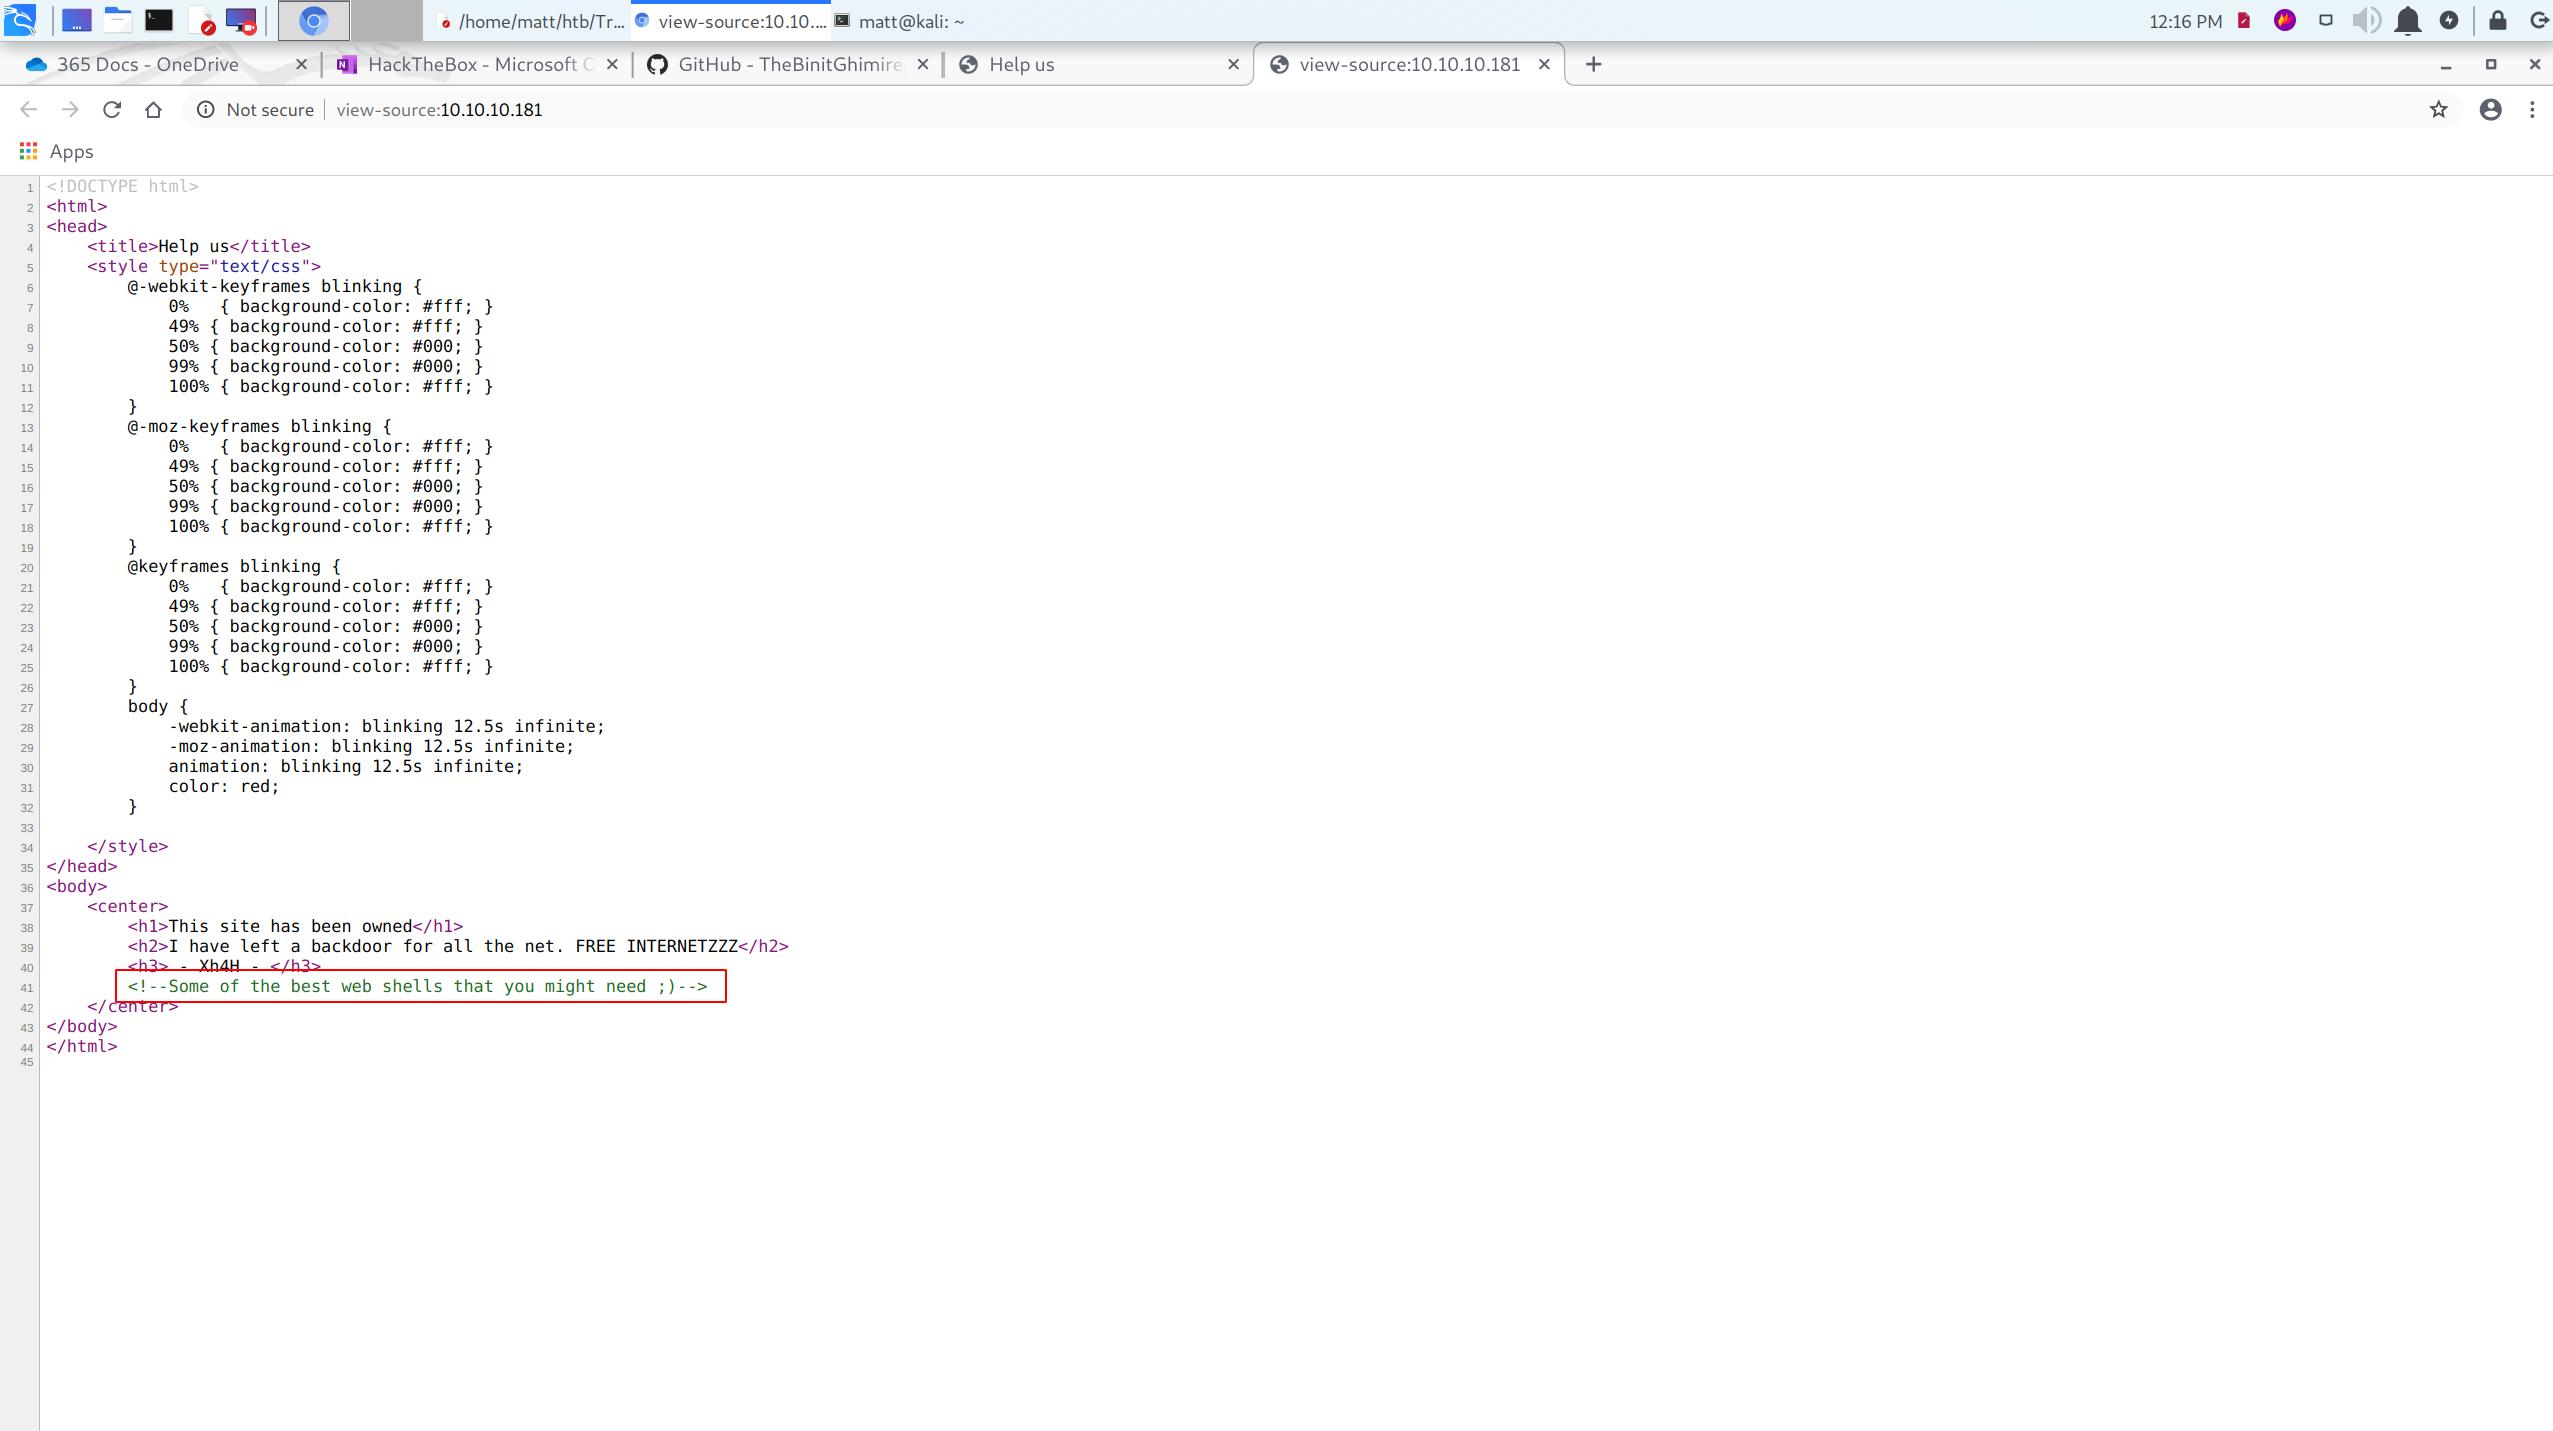 /home/matt/htb/Tr... view-source:10.10.... matt@kali: ~ 12:16 PM
365 Docs - OneDrive HackTheBox - Microsoft O GitHub - TheBinitGhimire Help us view-source:10.10.10.181
Not secure view-source:10.10.10.181
Apps
1 <!DOCTYPE html>
2 <html>
3 <head>
4 <title>Help us</title>
5 <style type="text/css">
6 @-webkit-keyframes blinking {
7 0% { background-color: #fff; }
8 49% { background-color: #fff; }
9 50% { background-color: #000; }
10 99% { background-color: #000; }
11 100% { background-color: #fff; }
12 }
13 @-moz-keyframes blinking {
14 0% { background-color: #fff; }
15 49% { background-color: #fff; }
16 50% { background-color: #000; }
17 99% { background-color: #000; }
18 100% { background-color: #fff; }
19 }
20 @keyframes blinking {
21 0% { background-color: #fff; }
22 49% { background-color: #fff; }
23 50% { background-color: #000; }
24 99% { background-color: #000; }
25 100% { background-color: #fff; }
26 }
27 body {
28 -webkit-animation: blinking 12.5s infinite;
29 -moz-animation: blinking 12.5s infinite;
30 animation: blinking 12.5s infinite;
31 color: red;
32 }
33
34 </style>
35 </head>
36 <body>
37 <center>
38 <h1>This site has been owned</h1>
39 <h2>I have left a backdoor for all the net. FREE INTERNETZZZ</h2>
40 <h3> - Xh4H - </h3>
41 <!--Some of the best web shells that you might need ;)-->
42 </center>
43 </body>
44 </html>
45